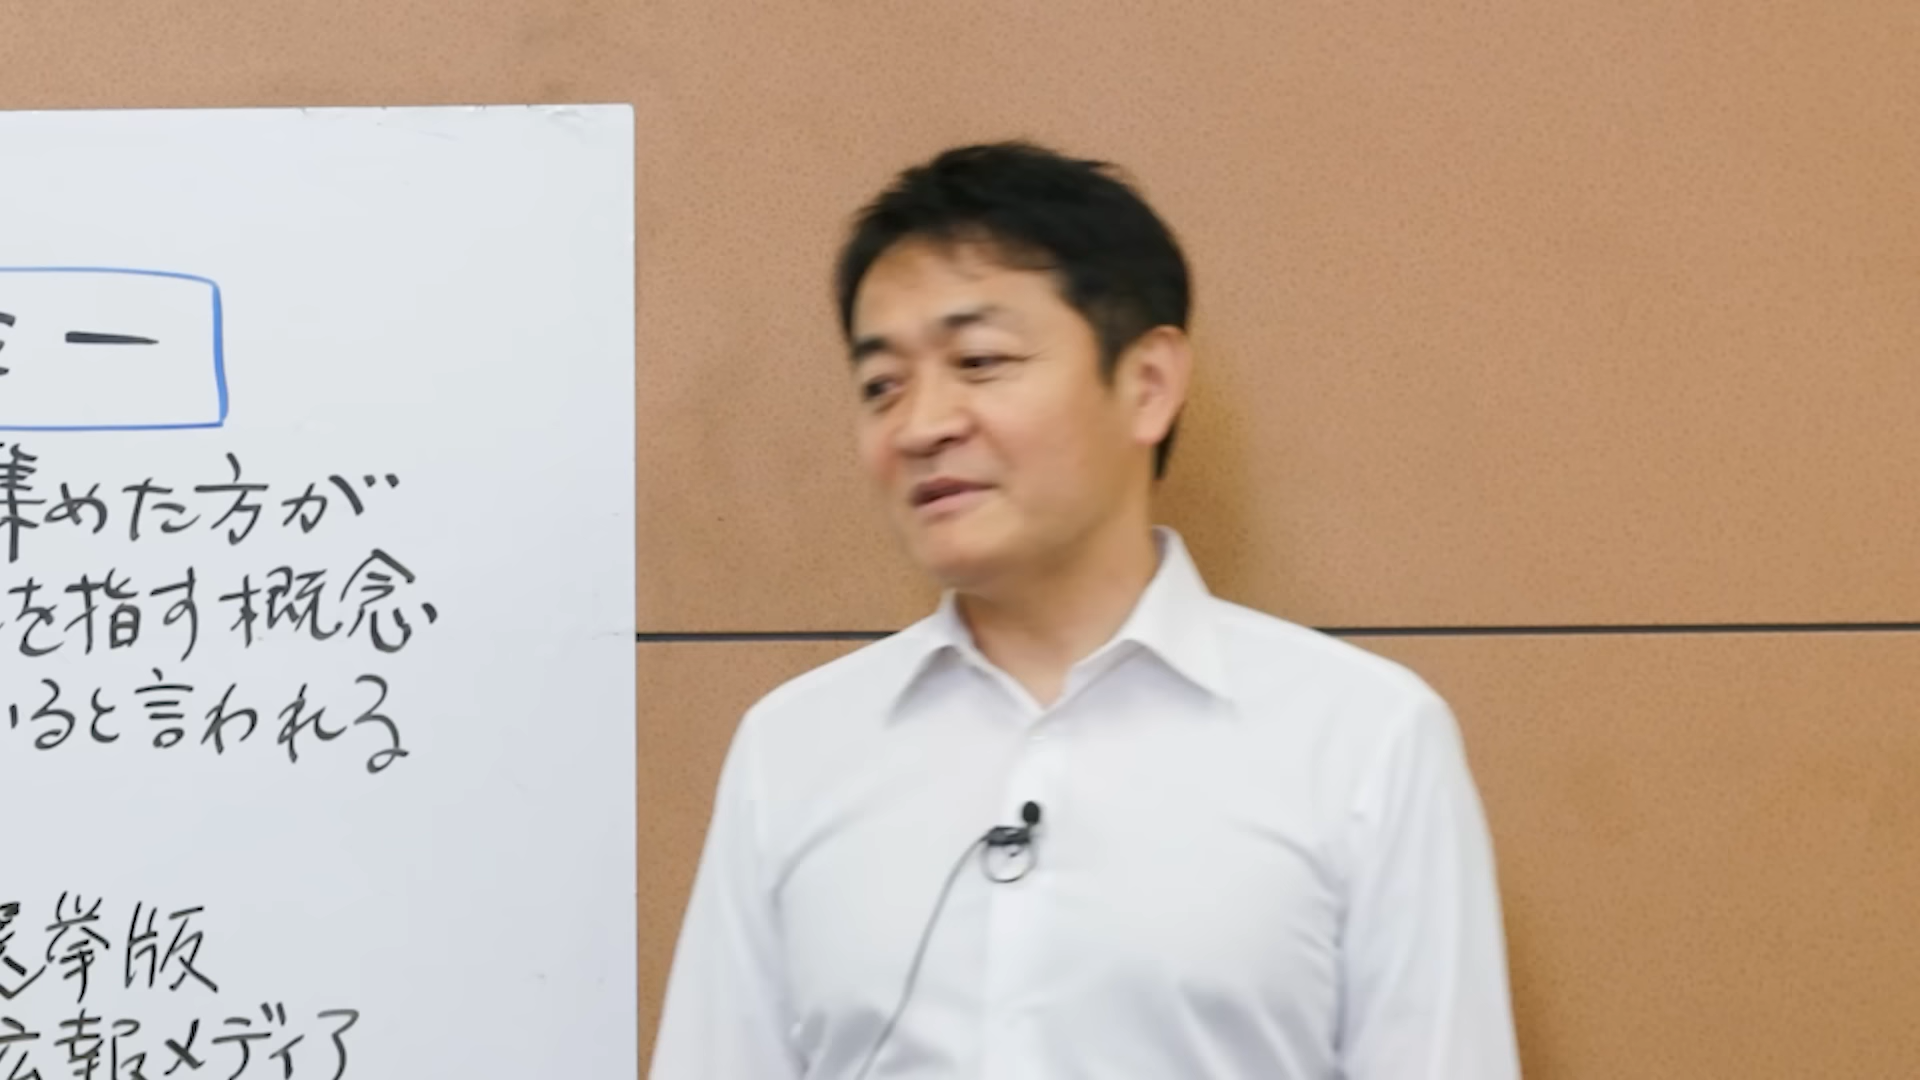 ミー
集めた方が
を指す概念
いると言われる
選挙版
広報メディア